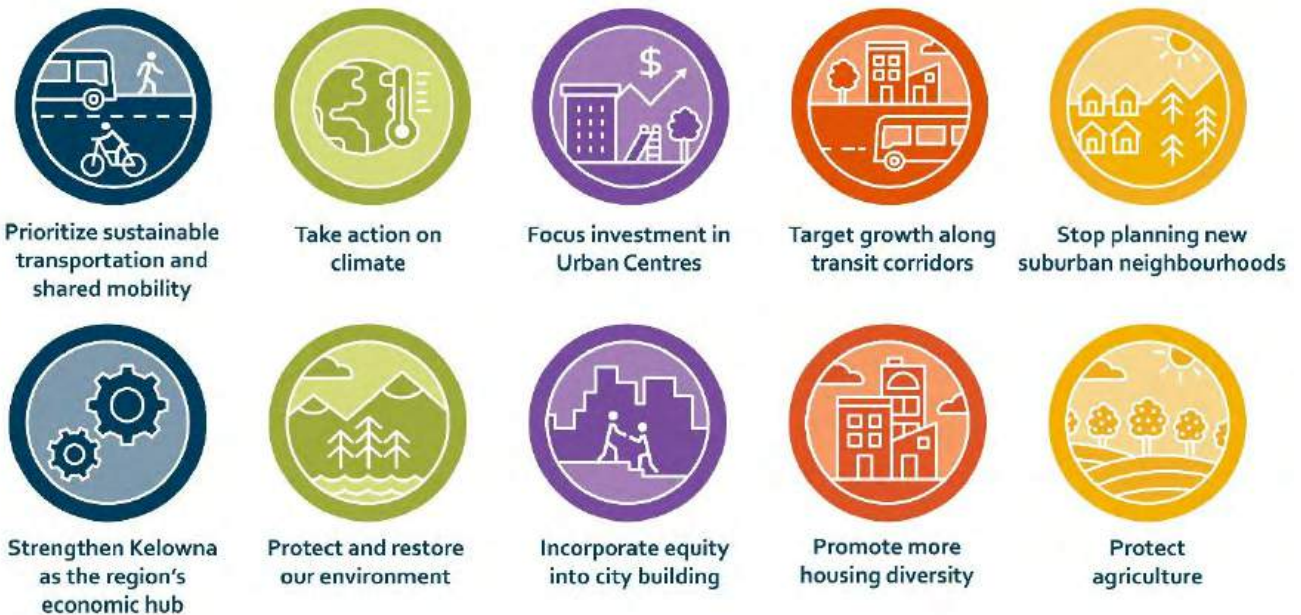 $
Prioritize sustainable
transportation and
shared mobility
Take action on
climate
Focus investment in
Urban Centres
Target growth along
transit corridors
Stop planning new
suburban neighbourhoods
Strengthen Kelowna
as the region's
economic hub
Protect and restore
our environment
Incorporate equity
into city building
Promote more
housing diversity
Protect
agriculture